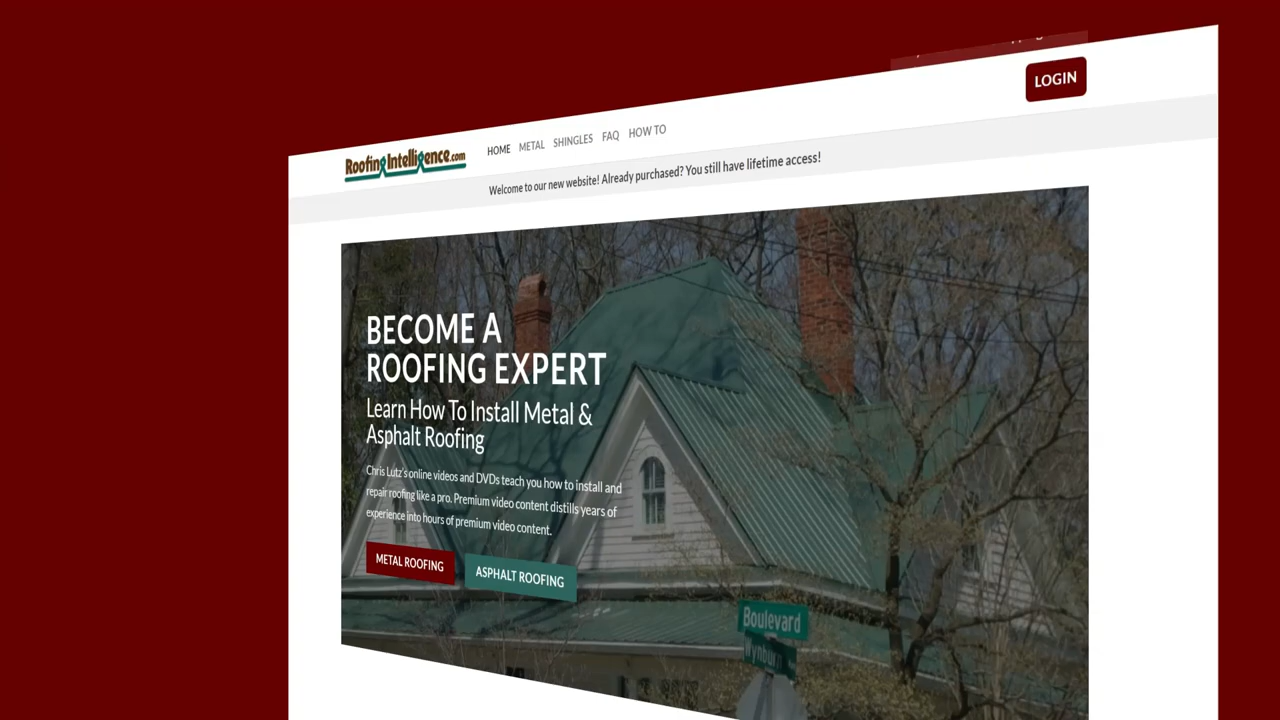 LOGIN
RoofingIntelligence.com
HOME METAL SHINGLES FAQ HOW TO
Welcome to our new website! Already purchased? You still have lifetime access!
BECOME A
ROOFING EXPERT
Learn How To Install Metal &
Asphalt Roofing
Chris Lutz's online videos and DVDs teach you how to install and
repair roofing like a pro. Premium video content distills years of
experience into hours of premium video content.
METAL ROOFING
ASPHALT ROOFING
Boulevard
Wynburn